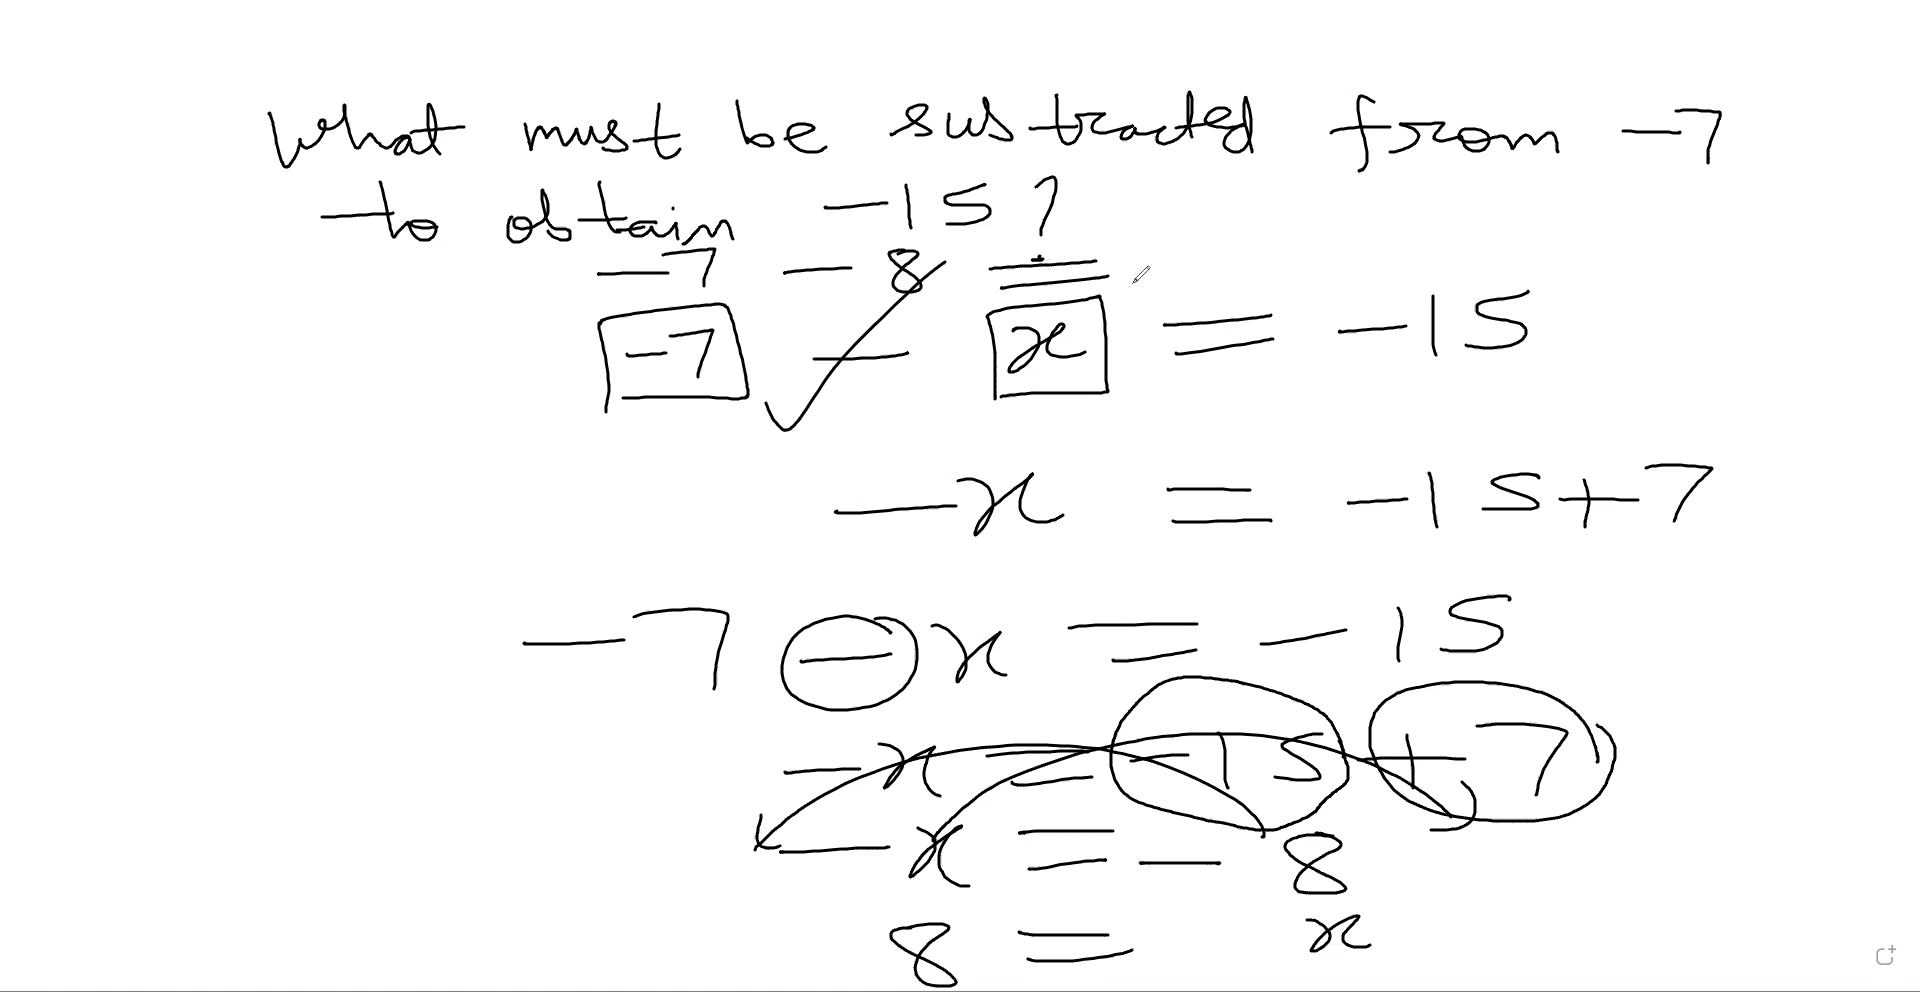 What must be subtracted from -7
to obtain -15?
-7 - 8 =
-7 - x = -15
-x = -15+7
-7 - x = -15
-x = -15 + 7
-x = -8
8 = x